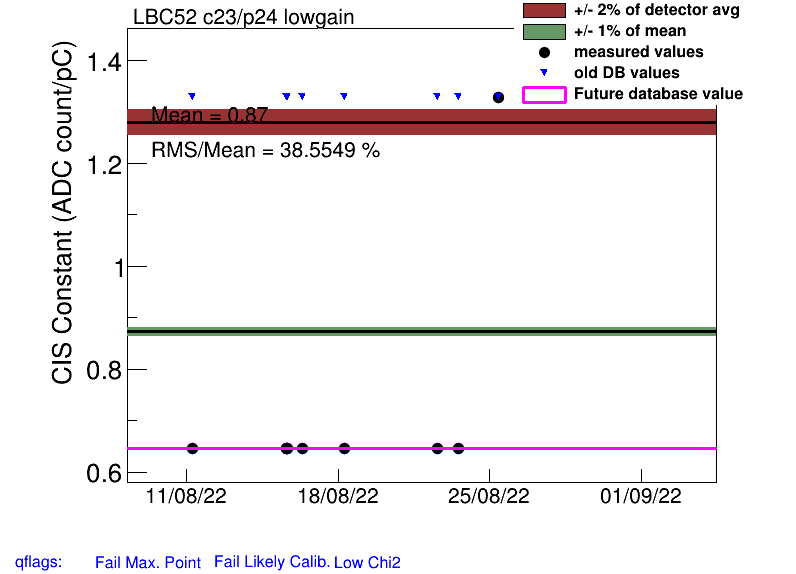 LBC52 c23/p24 lowgain
+/- 2% of detector avg
+/- 1% of mean
measured values
old DB values
Future database value
CIS Constant (ADC count/pC)
1.4
1.2
1
0.8
0.6
Mean = 0.87
RMS/Mean = 38.5549 %
11/08/22 18/08/22 25/08/22 01/09/22
qflags: Fail Max. Point Fail Likely Calib. Low Chi2